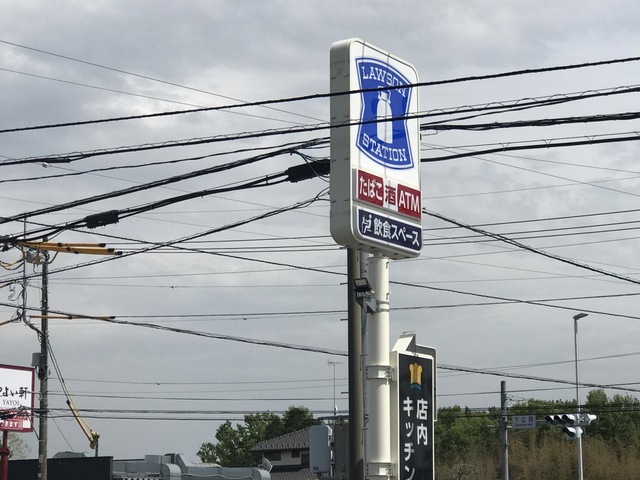 LAWSON
STATION
たばこ 酒 ATM
飲食スペース
店内
キッチン
よい軒
YAYOI